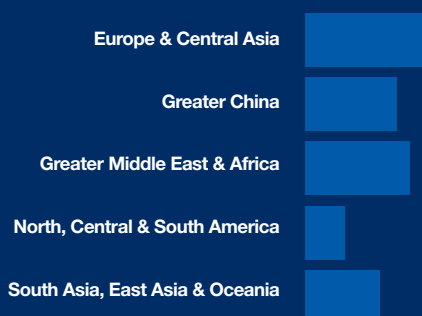 Europe & Central Asia
Greater China
Greater Middle East & Africa
North, Central & South America
South Asia, East Asia & Oceania